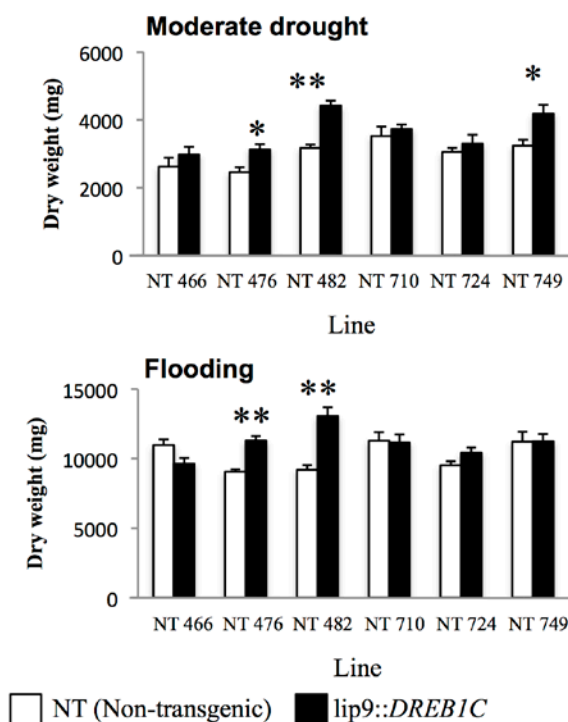 Moderate drought
Dry weight (mg)
6000
4000
2000
0
*
**
*
NT 466 NT 476 NT 482 NT 710 NT 724 NT 749
Line
Flooding
Dry weight (mg)
15000
10000
5000
0
**
**
NT 466 NT 476 NT 482 NT 710 NT 724 NT 749
Line
NT (Non-transgenic) lip9::DREB1C